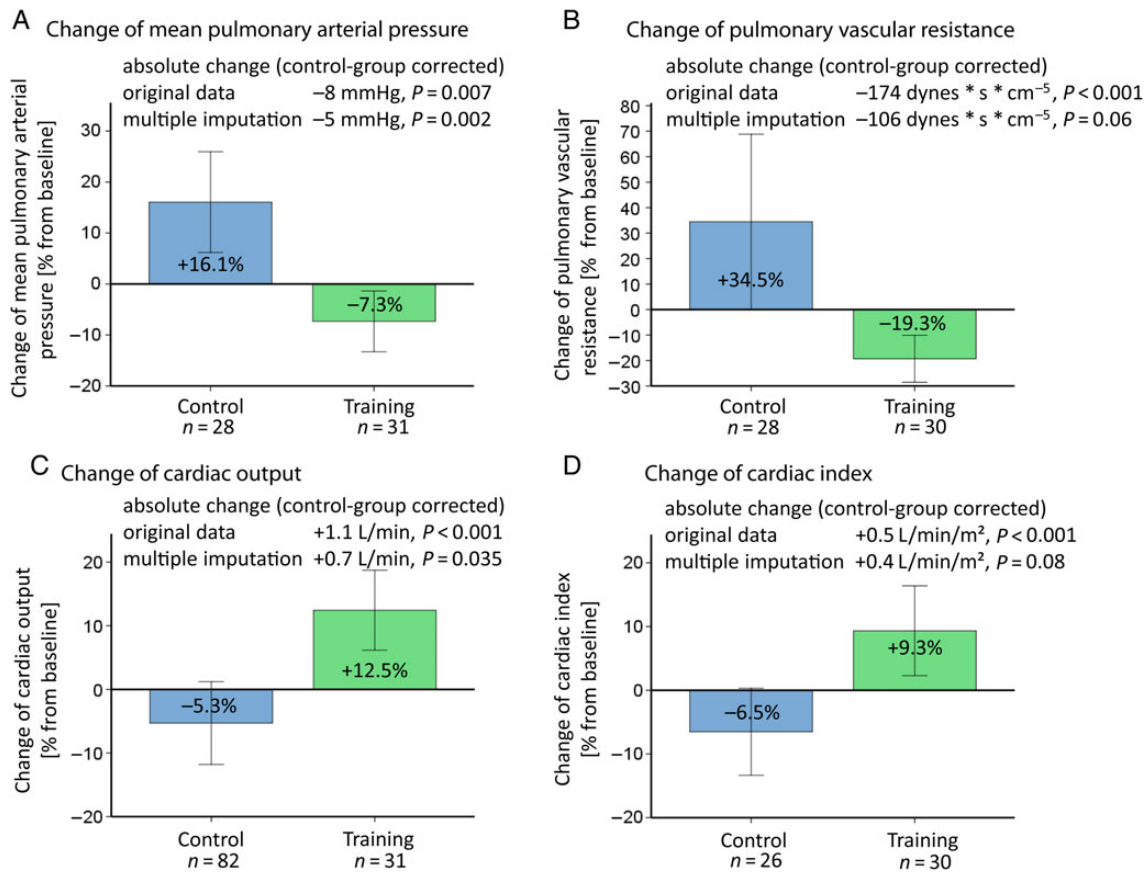 A Change of mean pulmonary arterial pressure
absolute change (control-group corrected)
original data –8 mmHg, P = 0.007
multiple imputation –5 mmHg, P = 0.002
Change of mean pulmonary arterial
pressure [% from baseline]
30
20
10
0
–10
–20
+16.1%
–7.3%
Control Training
n = 28 n = 31
B Change of pulmonary vascular resistance
absolute change (control-group corrected)
original data –174 dynes * s * cm⁻⁵, P < 0.001
multiple imputation –106 dynes * s * cm⁻⁵, P = 0.06
Change of pulmonary vascular
resistance [% from baseline]
80
70
60
50
40
30
20
10
0
–10
–20
–30
+34.5%
–19.3%
Control Training
n = 28 n = 30
C Change of cardiac output
absolute change (control-group corrected)
original data +1.1 L/min, P < 0.001
multiple imputation +0.7 L/min, P = 0.035
Change of cardiac output
[% from baseline]
20
10
0
–10
–20
–5.3%
+12.5%
Control Training
n = 82 n = 31
D Change of cardiac index
absolute change (control-group corrected)
original data +0.5 L/min/m², P < 0.001
multiple imputation +0.4 L/min/m², P = 0.08
Change of cardiac index
[% from baseline]
20
10
0
–10
–20
–6.5%
+9.3%
Control Training
n = 26 n = 30